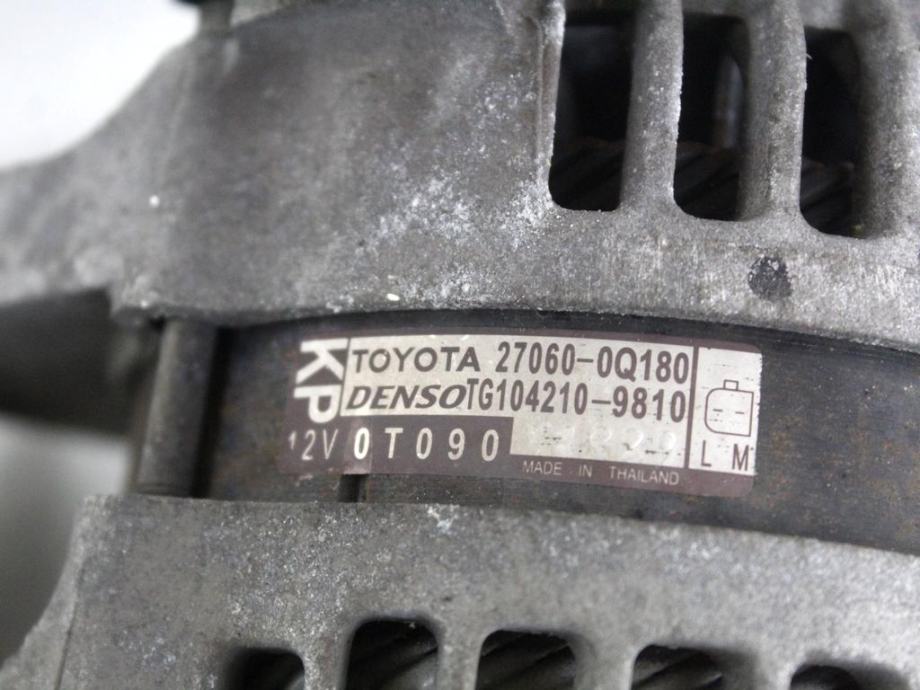 KP
TOYOTA 27060-0Q180
DENSO TG104210-9810
12V 0T090
L M
MADE IN THAILAND